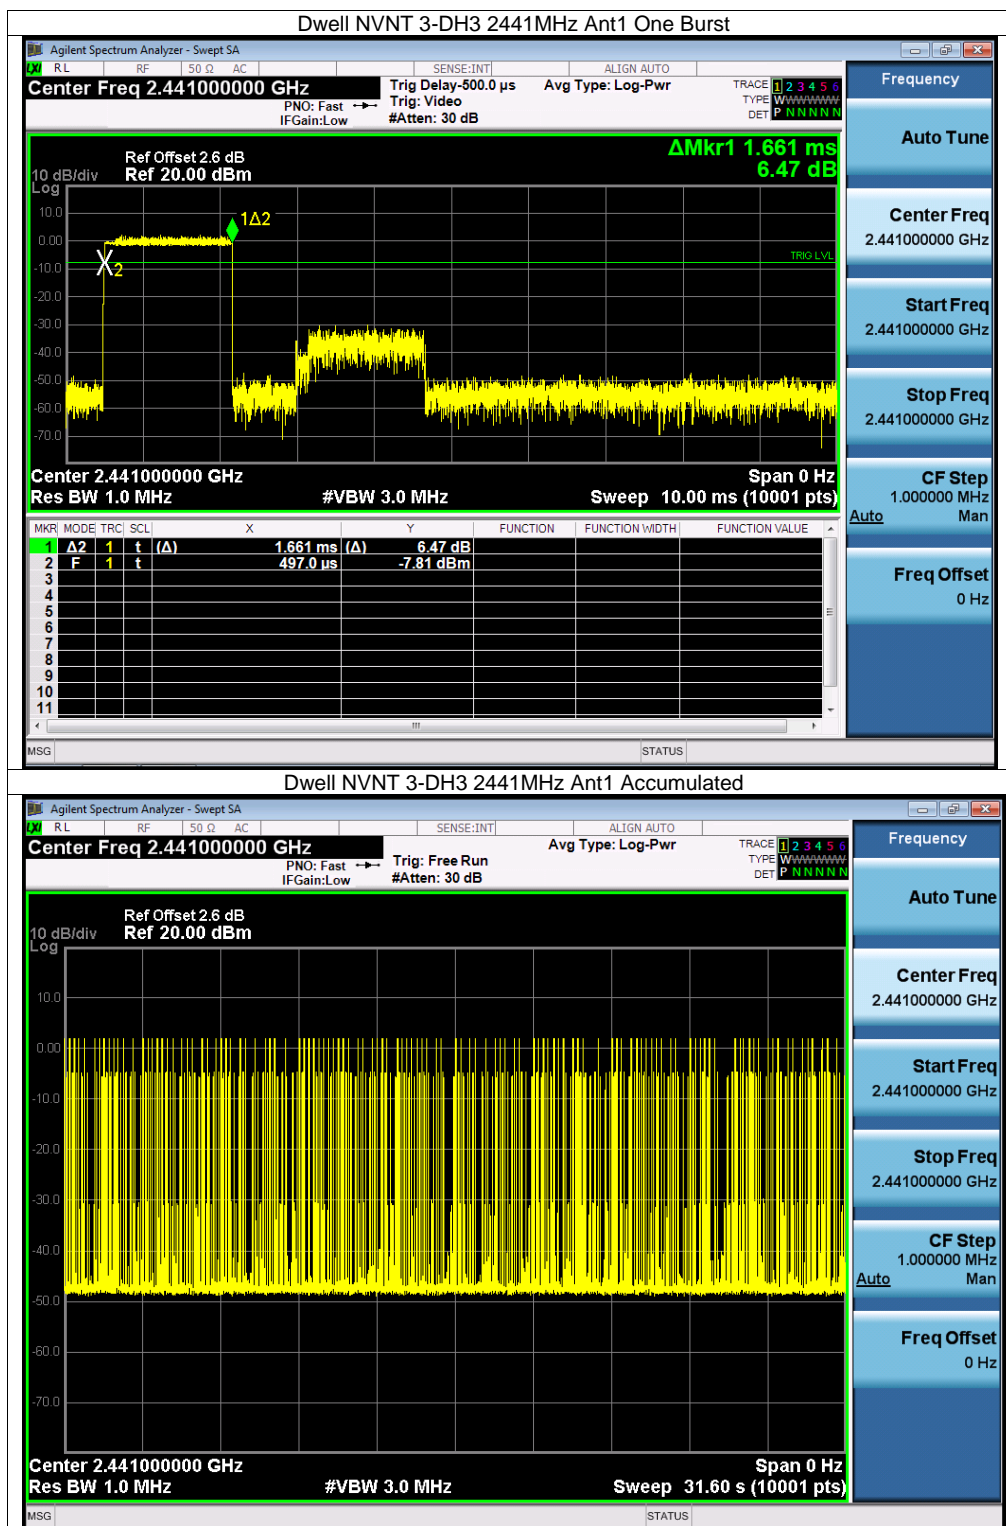 Dwell NVNT 3-DH3 2441MHz Ant1 One Burst
Agilent Spectrum Analyzer - Swept SA
LXI RL RF 50 Ω AC SENSE:INT ALIGN AUTO
Center Freq 2.441000000 GHz
PNO: Fast
IFGain:Low
Trig Delay-500.0 µs
Trig: Video
#Atten: 30 dB
Avg Type: Log-Pwr
TRACE 1 2 3 4 5 6
TYPE WWWWWW
DET P N N N N N
Frequency
ΔMkr1 1.661 ms
6.47 dB
Ref Offset 2.6 dB
10 dB/div Ref 20.00 dBm
Log
10.0
0.00
-10.0
-20.0
-30.0
-40.0
-50.0
-60.0
-70.0
1Δ2
2
TRIG LVL
Center 2.441000000 GHz Span 0 Hz
Res BW 1.0 MHz #VBW 3.0 MHz Sweep 10.00 ms (10001 pts)
MKR MODE TRC SCL X Y FUNCTION FUNCTION WIDTH FUNCTION VALUE
1 Δ2 1 t (Δ) 1.661 ms (Δ) 6.47 dB
2 F 1 t 497.0 µs -7.81 dBm
3
4
5
6
7
8
9
10
11
MSG STATUS
Auto Tune
Center Freq
2.441000000 GHz
Start Freq
2.441000000 GHz
Stop Freq
2.441000000 GHz
CF Step
1.000000 MHz
Auto Man
Freq Offset
0 Hz
Dwell NVNT 3-DH3 2441MHz Ant1 Accumulated
Agilent Spectrum Analyzer - Swept SA
LXI RL RF 50 Ω AC SENSE:INT ALIGN AUTO
Center Freq 2.441000000 GHz
PNO: Fast
IFGain:Low
Trig: Free Run
#Atten: 30 dB
Avg Type: Log-Pwr
TRACE 1 2 3 4 5 6
TYPE WWWWWW
DET P N N N N N
Frequency
Ref Offset 2.6 dB
10 dB/div Ref 20.00 dBm
Log
10.0
0.00
-10.0
-20.0
-30.0
-40.0
-50.0
-60.0
-70.0
Center 2.441000000 GHz Span 0 Hz
Res BW 1.0 MHz #VBW 3.0 MHz Sweep 31.60 s (10001 pts)
MSG STATUS
Auto Tune
Center Freq
2.441000000 GHz
Start Freq
2.441000000 GHz
Stop Freq
2.441000000 GHz
CF Step
1.000000 MHz
Auto Man
Freq Offset
0 Hz